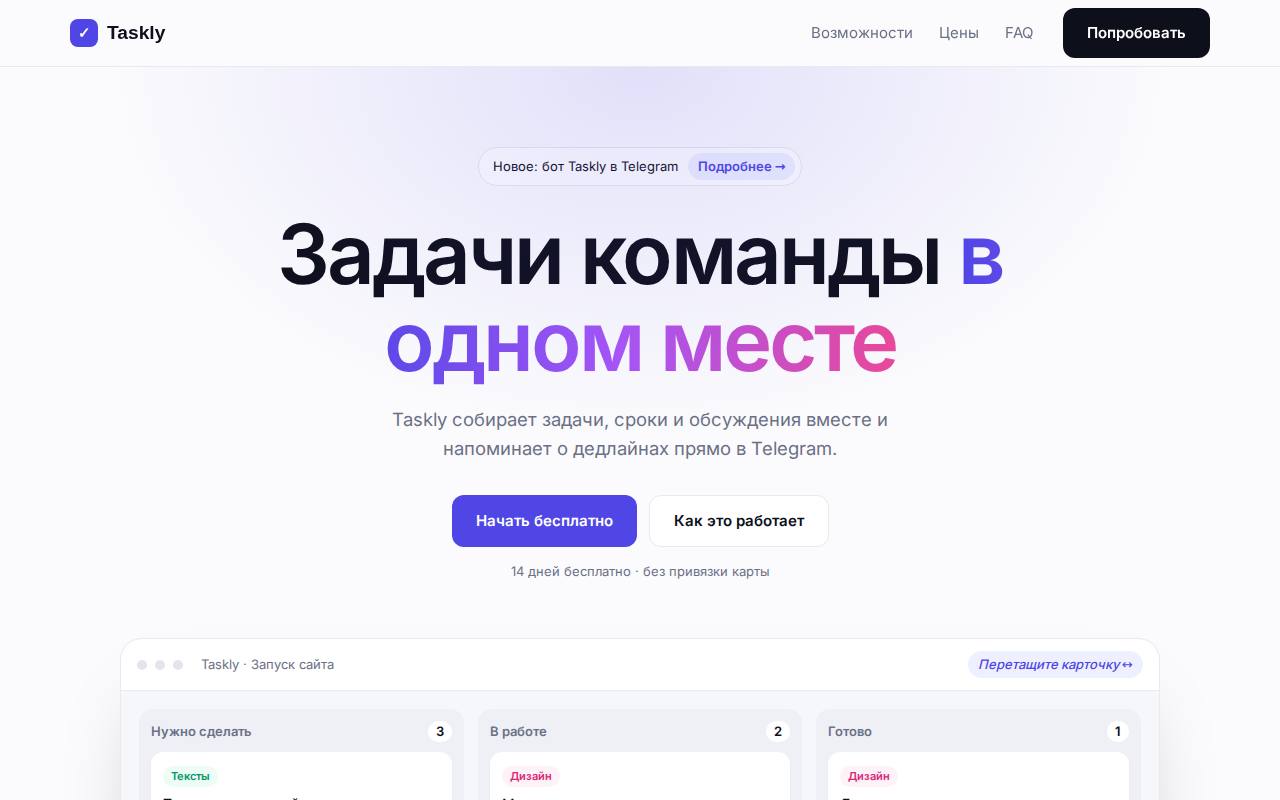 ✓ Taskly
Возможности Цены FAQ Попробовать
Новое: бот Taskly в Telegram Подробнее →
Задачи команды в
одном месте
Taskly собирает задачи, сроки и обсуждения вместе и
напоминает о дедлайнах прямо в Telegram.
Начать бесплатно Как это работает
14 дней бесплатно · без привязки карты
Taskly · Запуск сайта Перетащите карточку ↔
Нужно сделать 3 В работе 2 Готово 1
Тексты Дизайн Дизайн